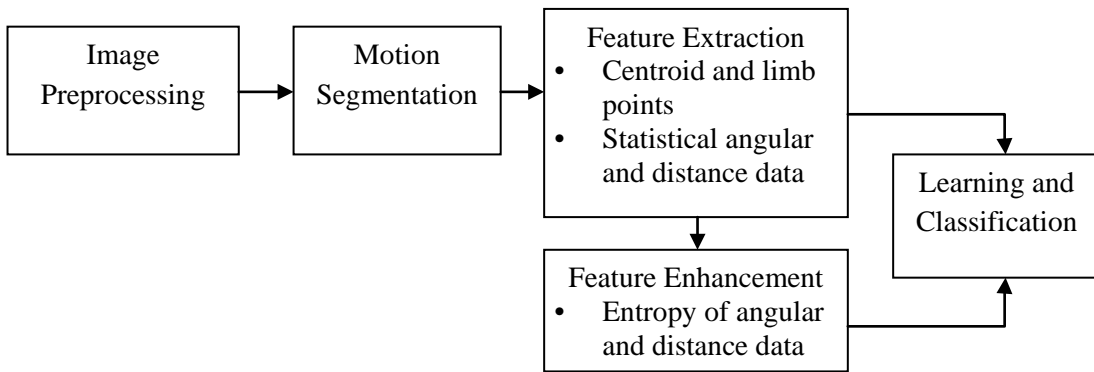 Image
Preprocessing
Motion
Segmentation
Feature Extraction
• Centroid and limb
points
• Statistical angular
and distance data
Feature Enhancement
• Entropy of angular
and distance data
Learning and
Classification